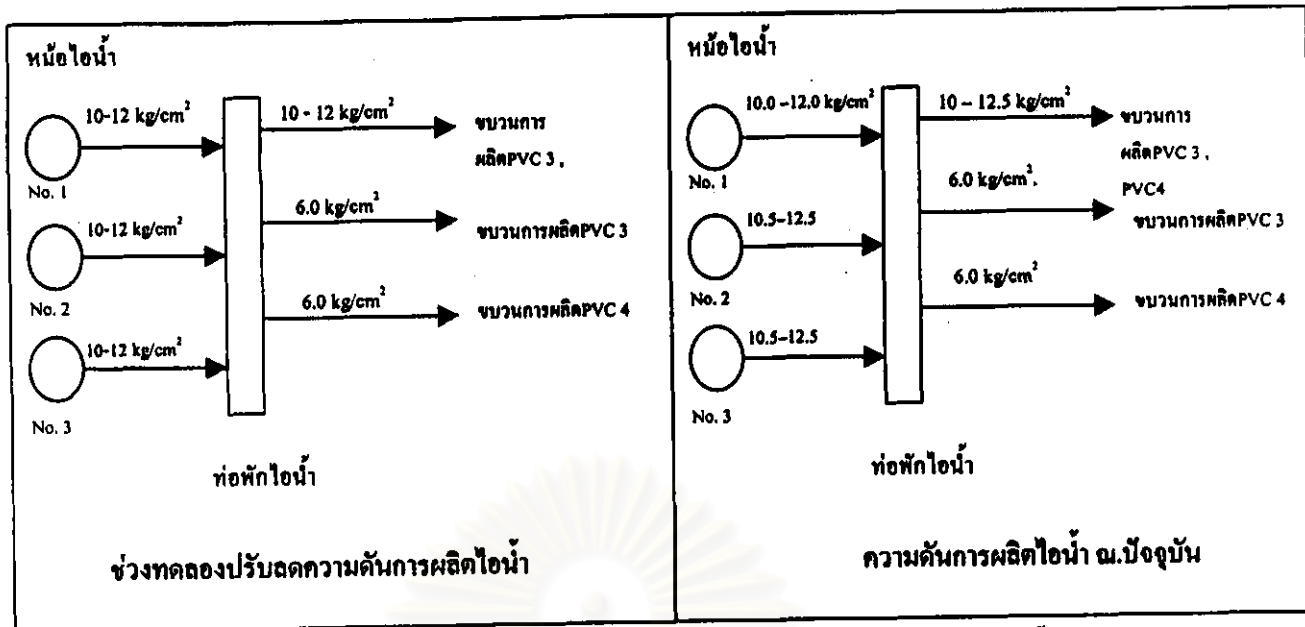 หม้อไอน้ำ
10-12 kg/cm²
10 - 12 kg/cm²
ขบวนการ
ผลิตPVC 3 ,
No. 1
10-12 kg/cm²
6.0 kg/cm²
ขบวนการผลิตPVC 3
No. 2
10-12 kg/cm²
6.0 kg/cm²
ขบวนการผลิตPVC 4
No. 3
ท่อพักไอน้ำ
ช่วงทดลองปรับลดความดันการผลิตไอน้ำ
หม้อไอน้ำ
10.0 –12.0 kg/cm²
10 – 12.5 kg/cm²
ขบวนการ
ผลิตPVC 3 ,
PVC4
No. 1
6.0 kg/cm².
ขบวนการผลิตPVC 3
10.5–12.5
No. 2
6.0 kg/cm²
ขบวนการผลิตPVC 4
10.5–12.5
No. 3
ท่อพักไอน้ำ
ความดันการผลิตไอน้ำ ณ.ปัจจุบัน